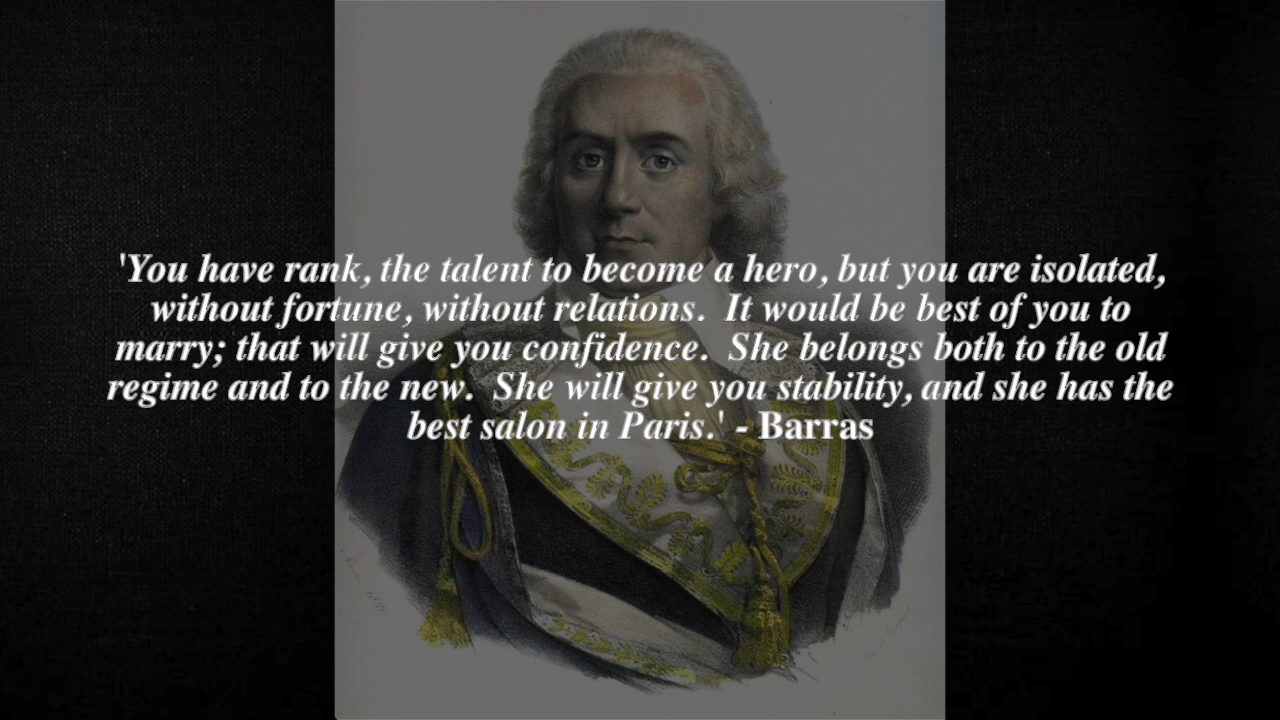 'You have rank, the talent to become a hero, but you are isolated,
without fortune, without relations.  It would be best of you to
marry; that will give you confidence.  She belongs both to the old
regime and to the new.  She will give you stability, and she has the
best salon in Paris.' - Barras